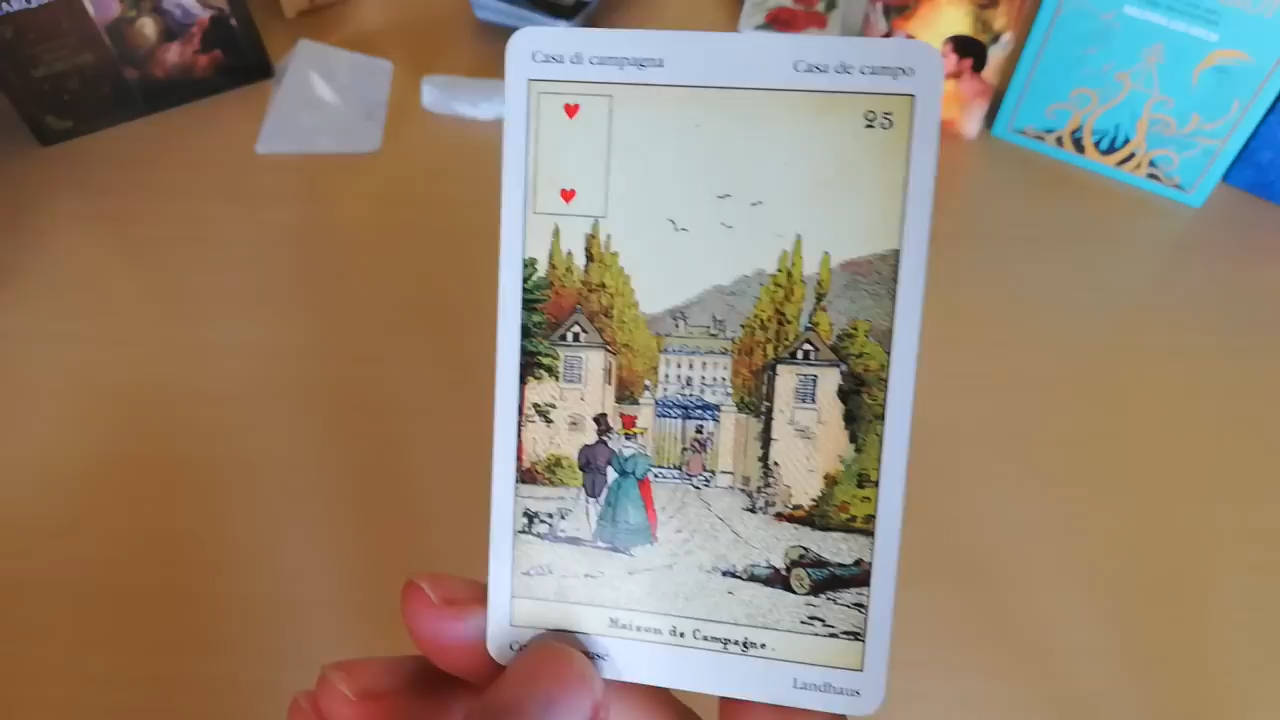 Casa di campagna
Casa de campo
25
Maison de Campagne.
Landhaus